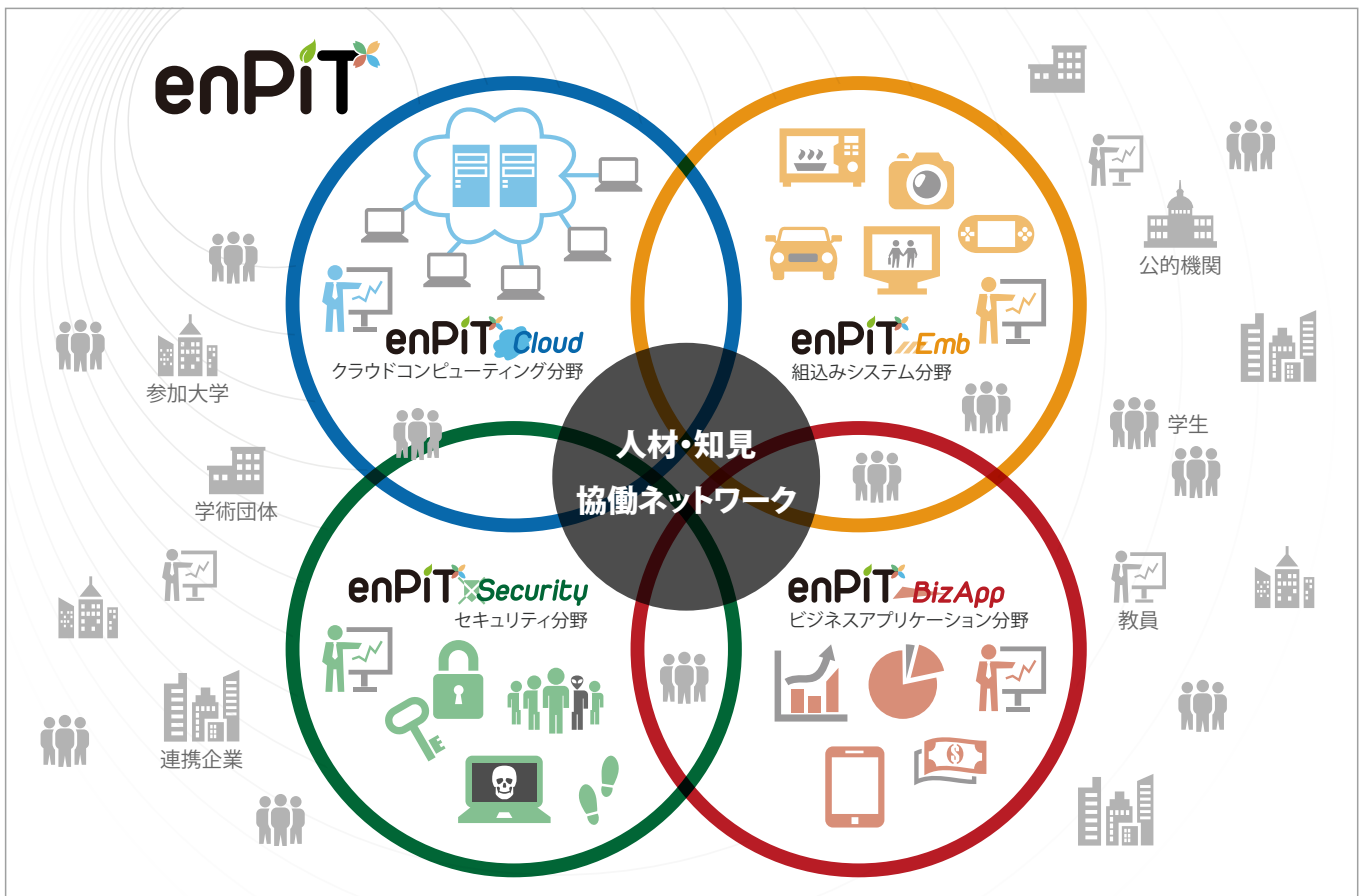 enPiT
enPiT Cloud
クラウドコンピューティング分野
enPiT Emb
組込みシステム分野
公的機関
参加大学
学生
人材・知見
協働ネットワーク
学術団体
enPiT Security
セキュリティ分野
enPiT BizApp
ビジネスアプリケーション分野
教員
連携企業
$